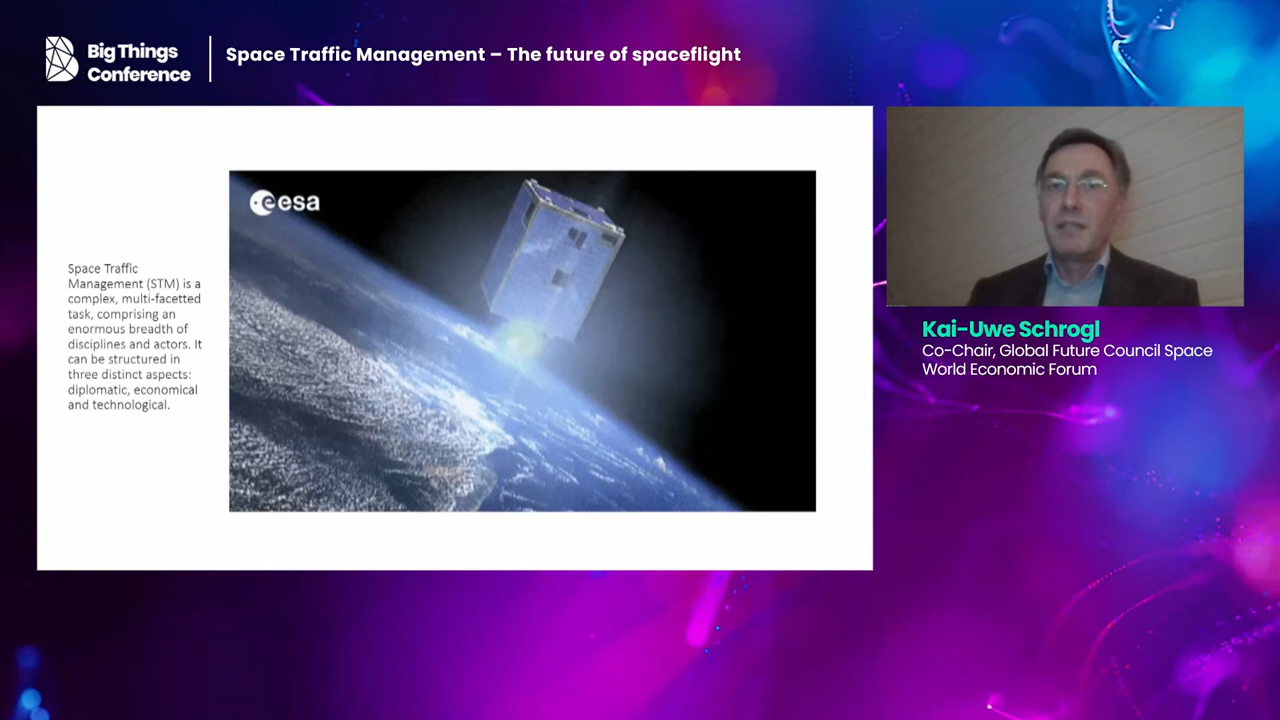 Big Things
Conference
Space Traffic Management – The future of spaceflight
esa
Space Traffic
Management (STM) is a
complex, multi-facetted
task, comprising an
enormous breadth of
disciplines and actors. It
can be structured in
three distinct aspects:
diplomatic, economical
and technological.
Kai-Uwe Schrogl
Co-Chair, Global Future Council Space
World Economic Forum